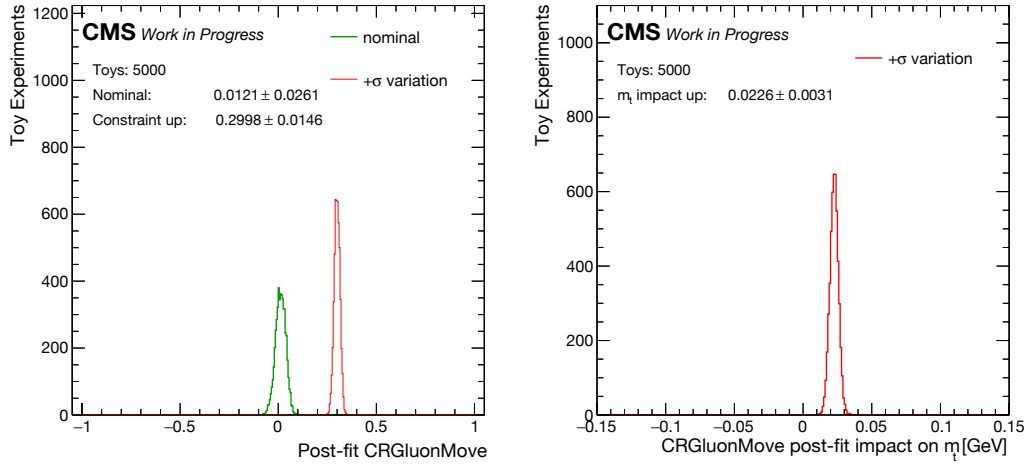 CMS Work in Progress
nominal
+σ variation
Toys: 5000
Nominal: 0.0121 ± 0.0261
Constraint up: 0.2998 ± 0.0146
Toy Experiments
1200
1000
800
600
400
200
0
−1 −0.5 0 0.5 1
Post-fit CRGluonMove
CMS Work in Progress
+σ variation
Toys: 5000
mt impact up: 0.0226 ± 0.0031
Toy Experiments
1000
800
600
400
200
0
−0.15 −0.1 −0.05 0 0.05 0.1 0.15
CRGluonMove post-fit impact on mt [GeV]